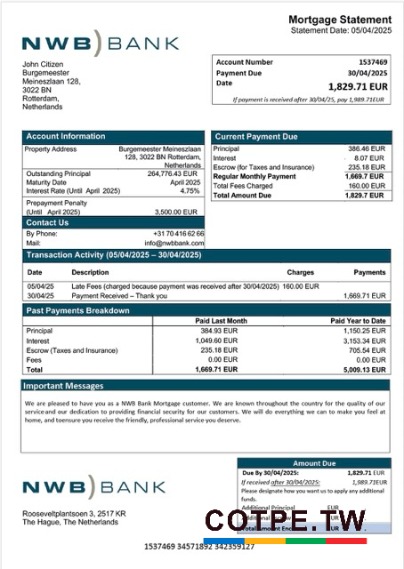 Mortgage Statement
Statement Date: 05/04/2025
NWB)BANK
John Citizen
Burgemeester
Meineszlaan 128,
3022 BN
Rotterdam,
Netherlands
Account Number 1537469
Payment Due 30/04/2025
Date
1,829.71 EUR
If payment is received after 30/04/25, pay 1,989.71EUR
Account Information
Property Address Burgemeester Meineszlaan
128, 3022 BN Rotterdam,
Netherlands
Outstanding Principal 264,776.43 EUR
Maturity Date April 2025
Interest Rate (Until April 2025) 4.75%
Prepayment Penalty
(Until April 2025) 3,500.00 EUR
Contact Us
By Phone: +31 70 416 62 66
Mail: info@nwbbank.com
Current Payment Due
Principal 386.46 EUR
Interest 8.07 EUR
Escrow (for Taxes and Insurance) 235.18 EUR
Regular Monthly Payment 1,669.7 EUR
Total Fees Charged 160.00 EUR
Total Amount Due 1,829.7 EUR
Transaction Activity (05/04/2025 – 30/04/2025)
Date Description Charges Payments
05/04/25 Late Fees (charged because payment was received after 30/04/2025) 160.00 EUR
30/04/25 Payment Received – Thank you 1,669.71 EUR
Past Payments Breakdown
Paid Last Month Paid Year to Date
Principal 384.93 EUR 1,150.25 EUR
Interest 1,049.60 EUR 3,153.34 EUR
Escrow (Taxes and Insurance) 235.18 EUR 705.54 EUR
Fees 0.00 EUR 0.00 EUR
Total 1,669.71 EUR 5,009.13 EUR
Important Messages
We are pleased to have you as a NWB Bank Mortgage customer. We are known throughout the country for the quality of our
service and our dedication to providing financial security for our customers. We will do everything we can to make you feel at
home, and toensure you receive the friendly, professional service you deserve.
NWB)BANK
Rooseveltplantsoen 3, 2517 KR
The Hague, The Netherlands
Amount Due
Due By 30/04/2025: 1,829.71 EUR
If received after 30/04/2025: 1,989.71EUR
Please designate how you want us to apply any additional
funds.
Additional Principal EUR
COTPE.TW
1537469 34571892 342359127